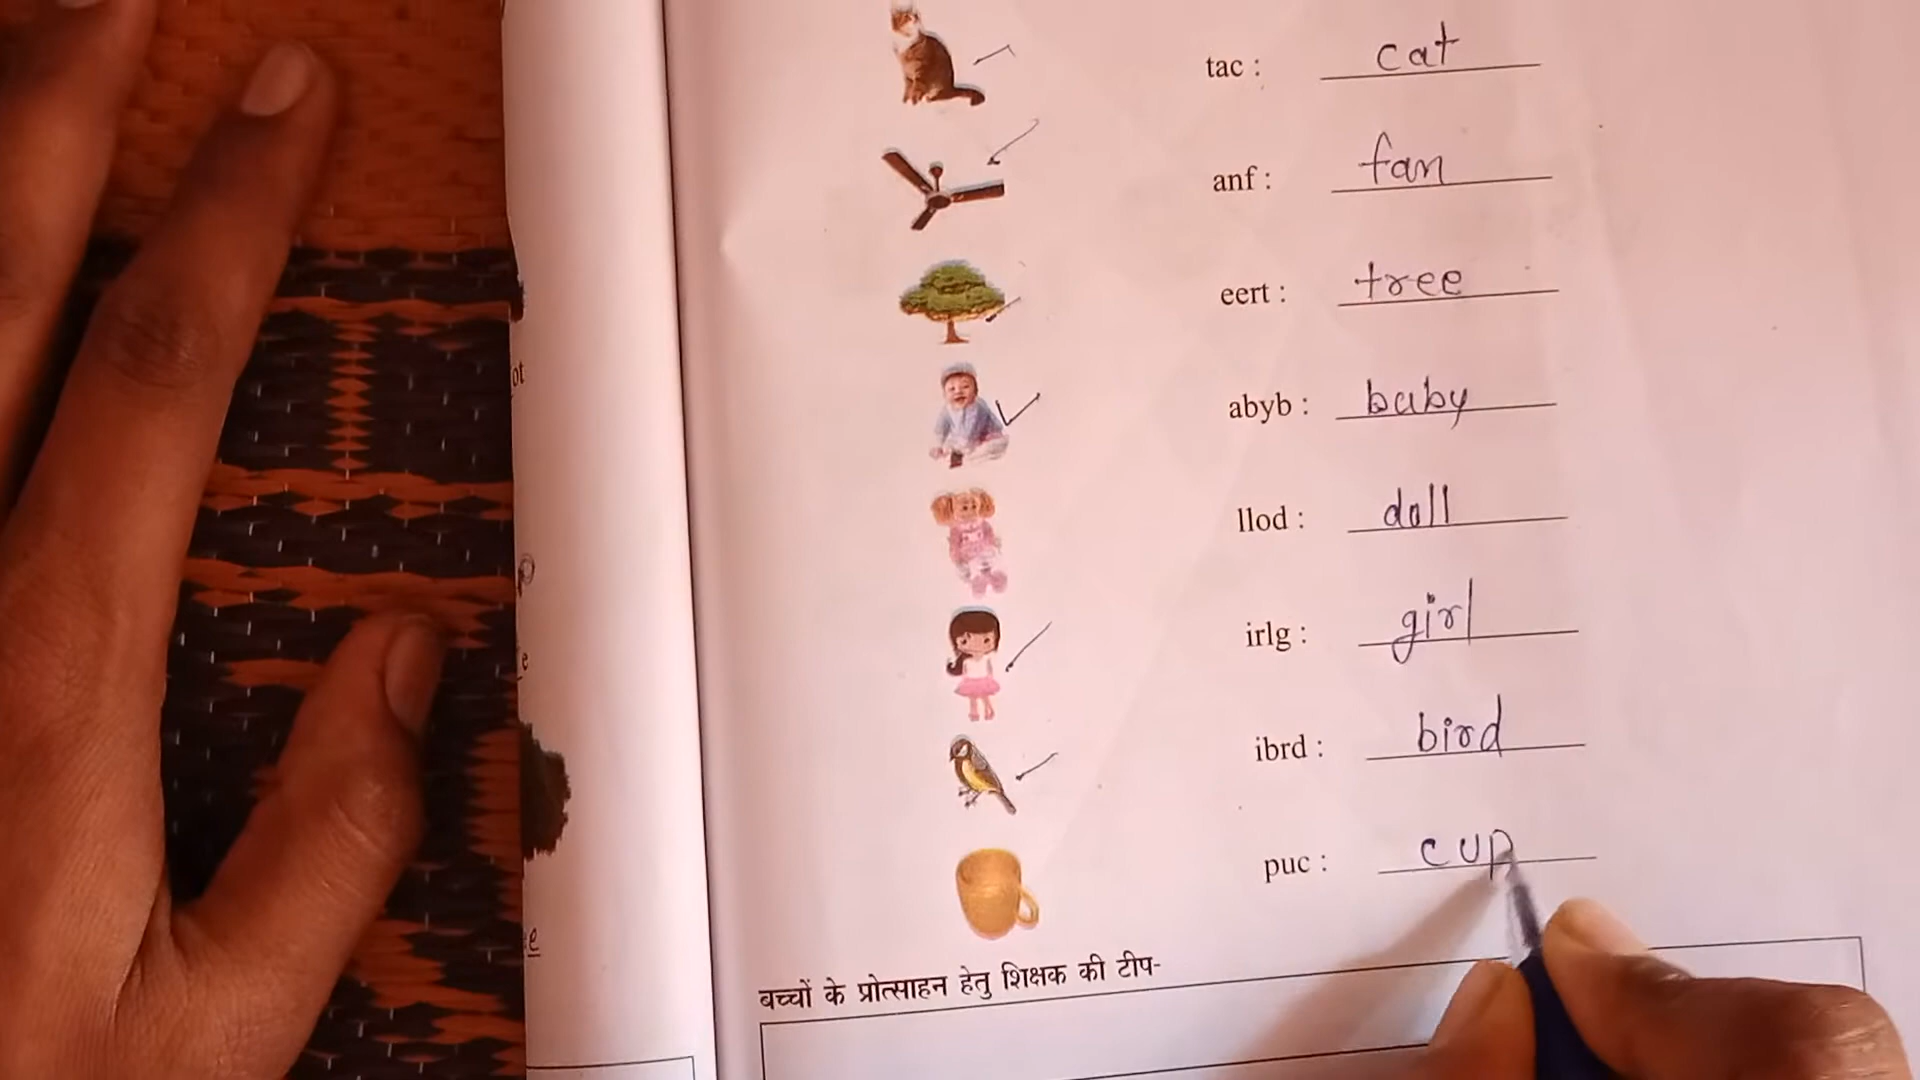 tac : cat
anf : fan
eert : tree
abyb : baby
llod : doll
irlg : girl
ibrd : bird
puc : cup
बच्चों के प्रोत्साहन हेतु शिक्षक की टीप-
ot
e
e